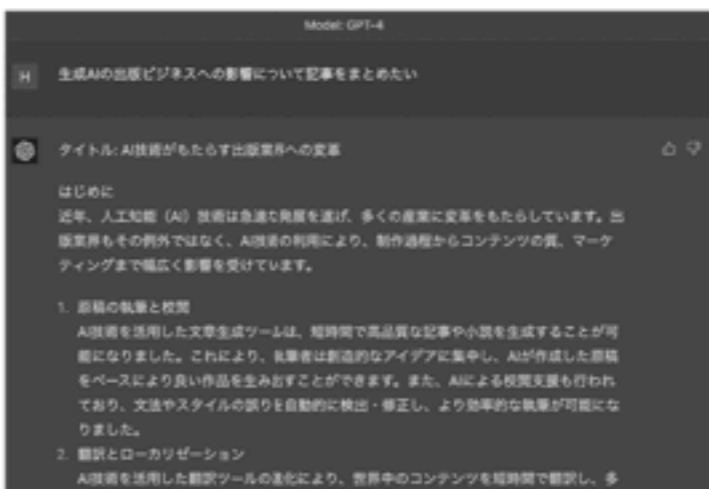 Model: GPT-4
H
生成AIの出版ビジネスへの影響について記事をまとめたい
タイトル: AI技術がもたらす出版業界への変革
はじめに
近年、人工知能（AI）技術は急速な発展を遂げ、多くの産業に変革をもたらしています。出
版業界もその例外ではなく、AI技術の利用により、制作過程からコンテンツの質、マーケ
ティングまで幅広く影響を受けています。
1. 原稿の執筆と校閲
AI技術を活用した文章生成ツールは、短時間で高品質な記事や小説を生成することが可
能になりました。これにより、執筆者は創造的なアイデアに集中し、AIが作成した原稿
をベースにより良い作品を生み出すことができます。また、AIによる校閲支援も行われ
ており、文法やスタイルの誤りを自動的に検出・修正し、より効率的な執筆が可能にな
りました。
2. 翻訳とローカリゼーション
AI技術を活用した翻訳ツールの進化により、世界中のコンテンツを短時間で翻訳し、多